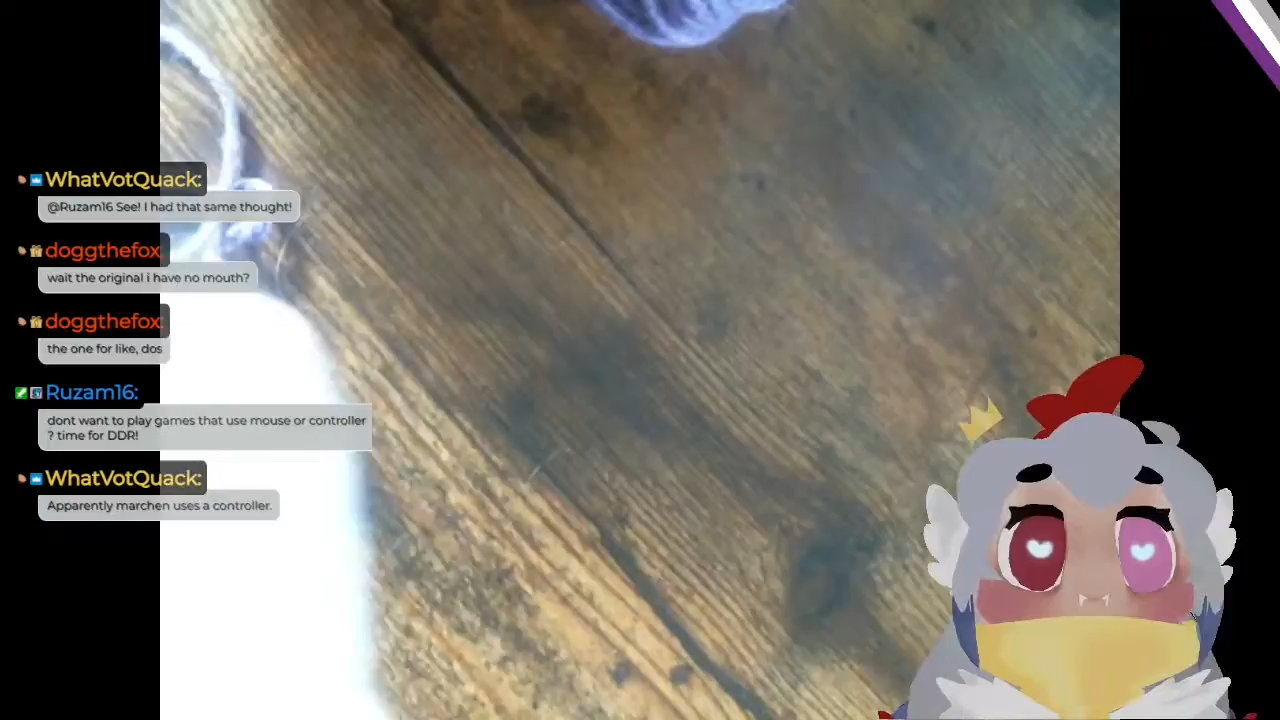 WhatVotQuack:
@Ruzam16 See! I had that same thought!
doggthefox:
wait the original i have no mouth?
doggthefox:
the one for like, dos
Ruzam16:
dont want to play games that use mouse or controller
? time for DDR!
WhatVotQuack:
Apparently marchen uses a controller.